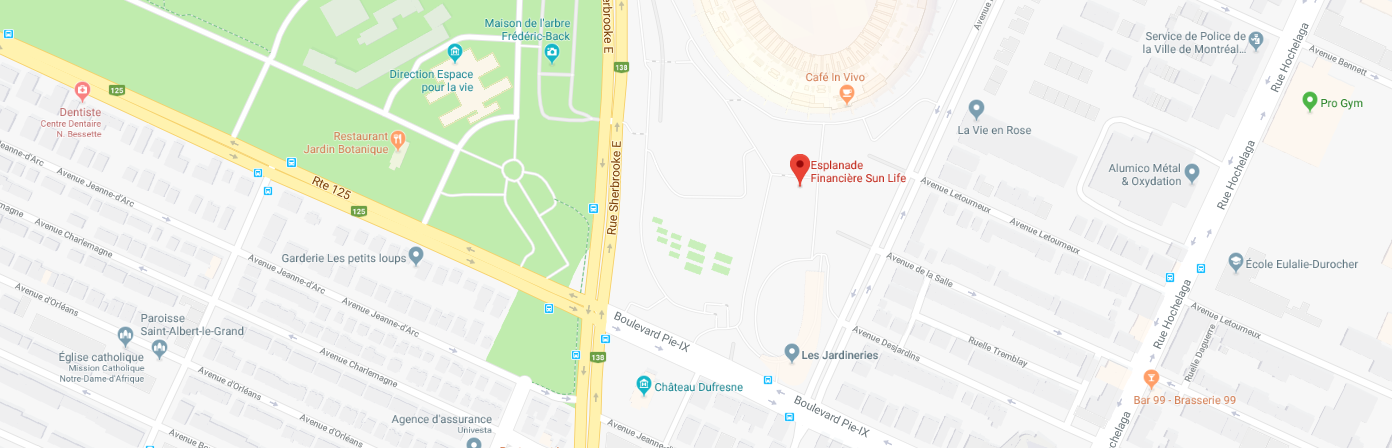 Maison de l'arbre
Frédéric-Back
erbrooke E
138
Direction Espace
pour la vie
Café In Vivo
Service de Police de
la Ville de Montréal...
Avenue Bennett
Rue Hochelaga
Pro Gym
125
Dentiste
Centre Dentaire
N. Bessette
Restaurant
Jardin Botanique
La Vie en Rose
Esplanade
Financière Sun Life
Alumico Métal
& Oxydation
Rue Hochelaga
Avenue Jeanne-d'Arc
Rte 125
125
Rue Sherbrooke E
Avenue Letourneux
Avenue Letourneux
Avenue Charlemagne
Avenue Jeanne-d'Arc
Avenue Jeanne-d'Arc
Garderie Les petits loups
Avenue de la Salle
École Eulalie-Durocher
Avenue d'Orléans
Paroisse
Saint-Albert-le-Grand
Église catholique
Mission Catholique
Notre-Dame-d'Afrique
Avenue Charlemagne
Avenue Jeanne-d'Arc
Boulevard Pie-IX
138
Les Jardineries
Avenue Desjardins
Ruelle Tremblay
Ruelle Daguerre
Avenue Letourneux
Rue Hochelaga
Avenue d'Orléans
Château Dufresne
Boulevard Pie-IX
Bar 99 - Brasserie 99
Agence d'assurance
Univesta
Avenue d'Orléans
Avenue Jeanne
ochelaga
Avenue